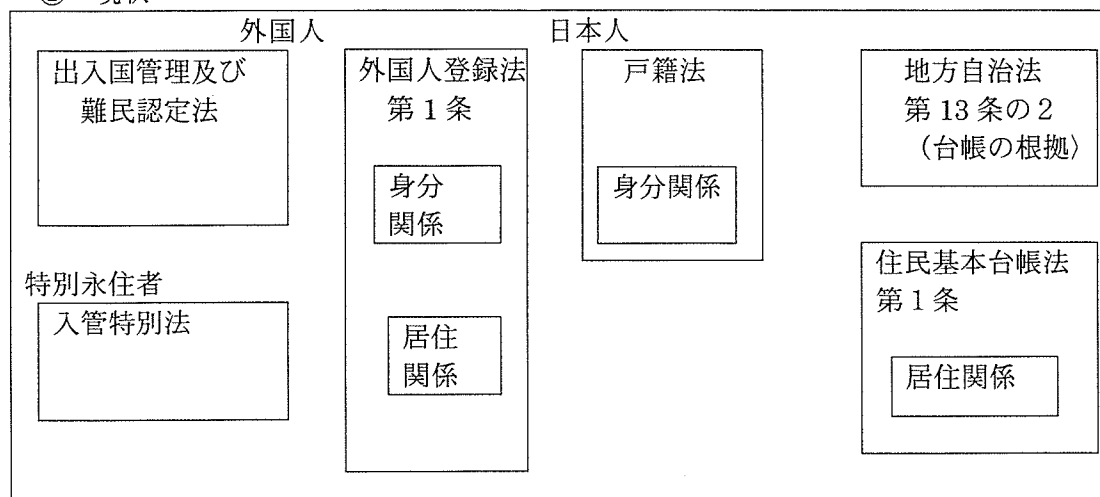 外国人
日本人
出入国管理及び
難民認定法
外国人登録法
第1条
身分
関係
居住
関係
戸籍法
身分関係
地方自治法
第13条の2
（台帳の根拠）
特別永住者
入管特別法
住民基本台帳法
第1条
居住関係